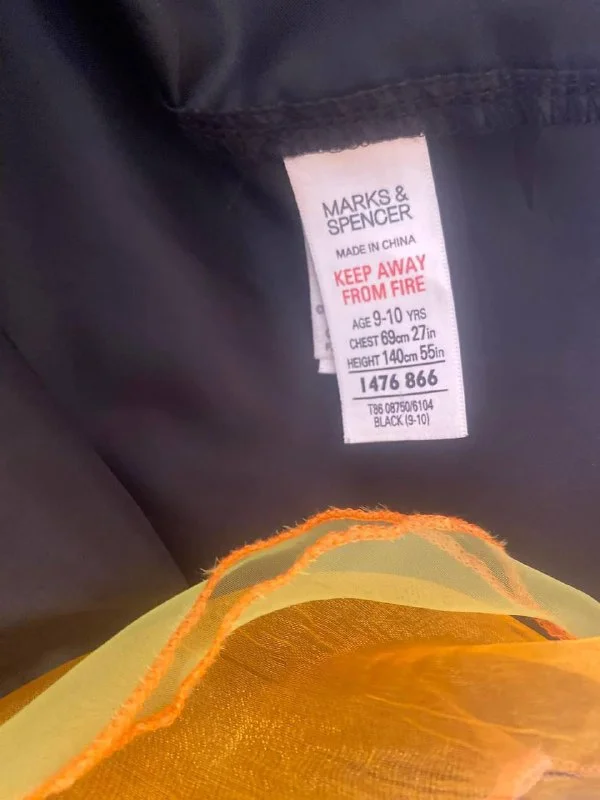 MARKS &
SPENCER
MADE IN CHINA
KEEP AWAY
FROM FIRE
AGE 9-10 YRS
CHEST 69cm 27in
HEIGHT 140cm 55in
1476 866
T86 08750/6104
BLACK (9-10)